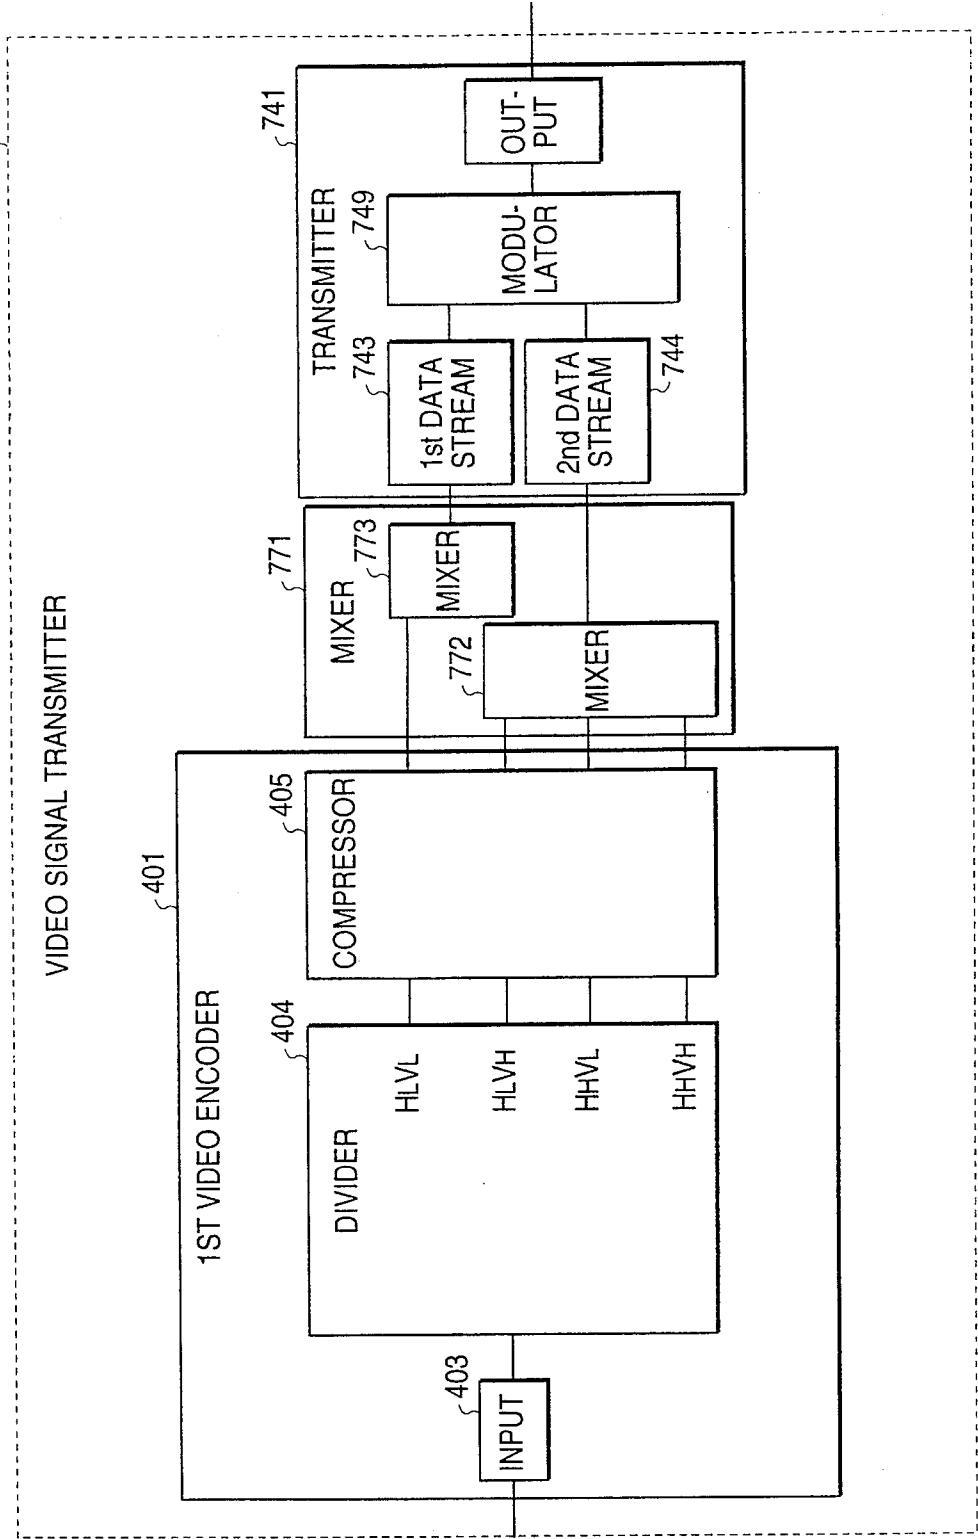 VIDEO SIGNAL TRANSMITTER
401
1ST VIDEO ENCODER
403
INPUT
404
DIVIDER
HLVL
HLVH
HHVL
HHVH
405
COMPRESSOR
771
MIXER
772
MIXER
773
MIXER
741
TRANSMITTER
743
1st DATA
STREAM
2nd DATA
STREAM
744
749
MODU-
LATOR
OUT-
PUT